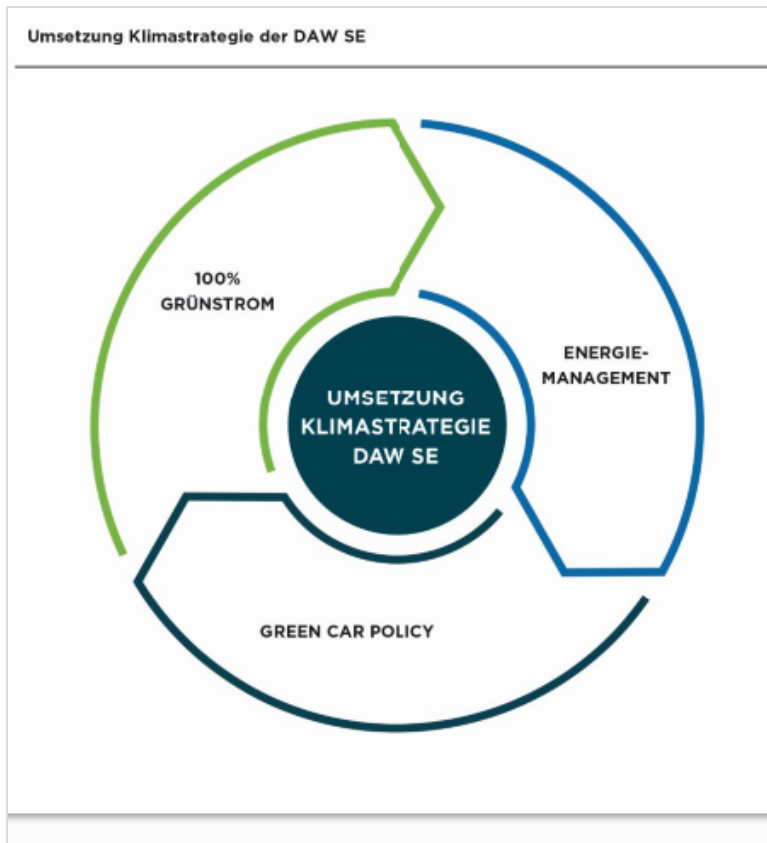 Umsetzung Klimastrategie der DAW SE
100%
GRÜNSTROM
ENERGIE-
MANAGEMENT
UMSETZUNG
KLIMASTRATEGIE
DAW SE
GREEN CAR POLICY